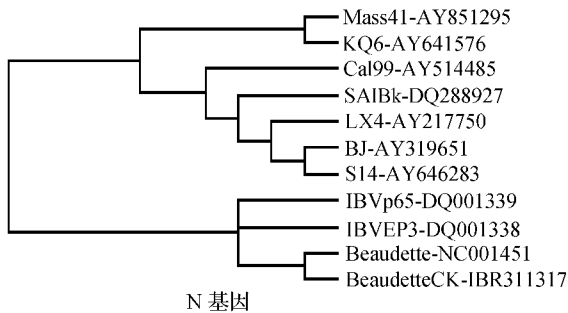 Mass41-AY851295
KQ6-AY641576
Cal99-AY514485
SAIBk-DQ288927
LX4-AY217750
BJ-AY319651
S14-AY646283
IBVp65-DQ001339
IBVEP3-DQ001338
Beaudette-NC001451
BeaudetteCK-IBR311317
N 基因